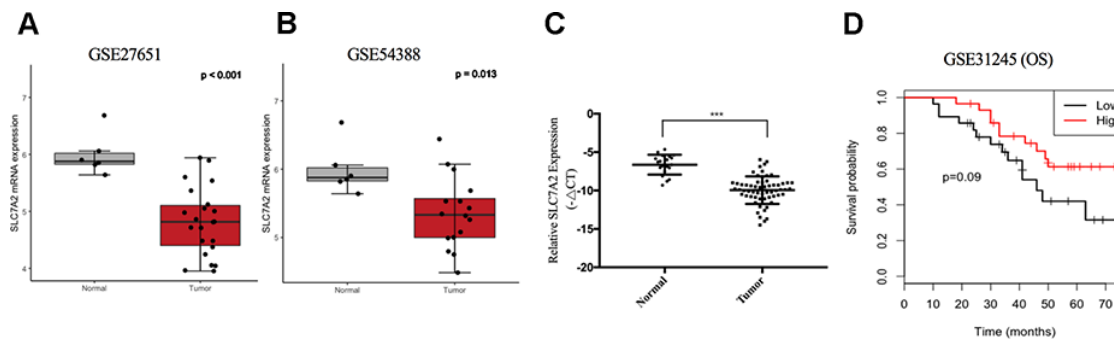 A
GSE27651
p < 0.001
SLC7A2 mRNA expression
7
6
5
4
Normal
Tumor
B
GSE54388
p = 0.013
SLC7A2 mRNA expression
7
6
5
Normal
Tumor
C
Relative SLC7A2 Expression
(-△CT)
0
-5
-10
-15
-20
***
Normal
Tumor
D
GSE31245 (OS)
Survival probability
1.0
0.8
0.6
0.4
0.2
0.0
Low
High
p=0.09
0
10
20
30
40
50
60
70
Time (months)